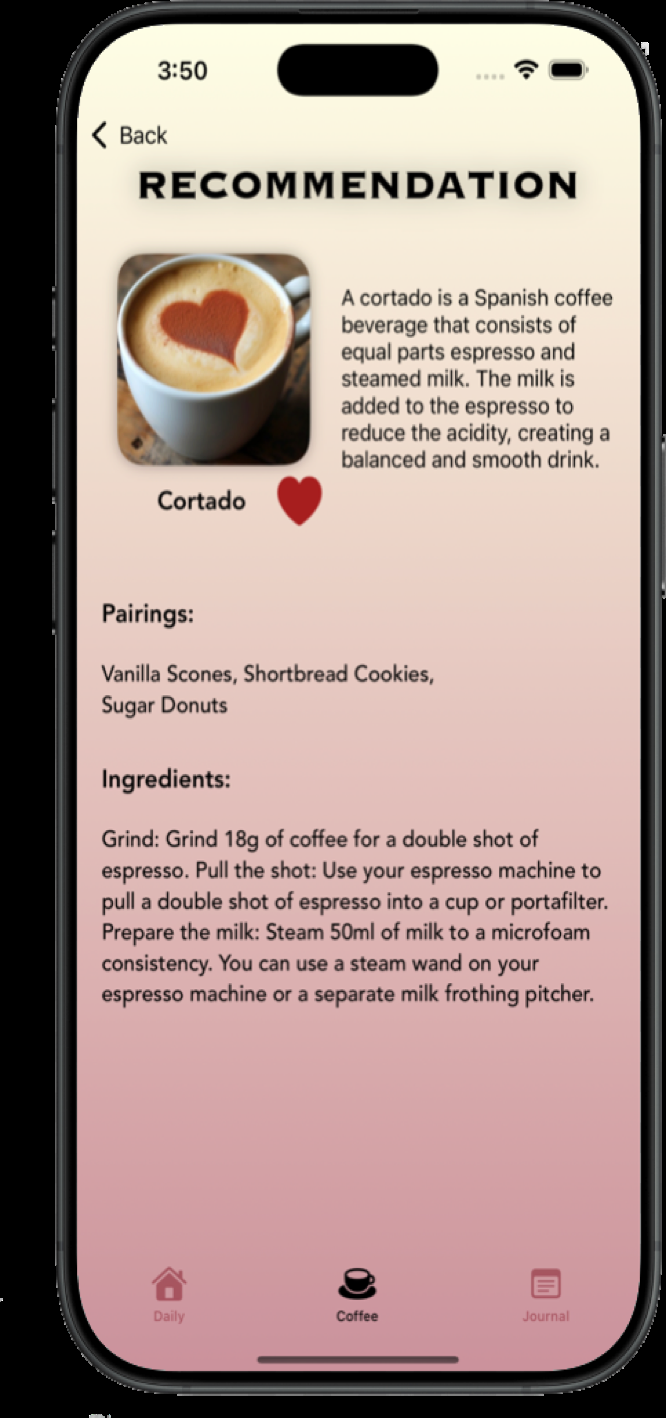 3:50
Back
RECOMMENDATION
A cortado is a Spanish coffee
beverage that consists of
equal parts espresso and
steamed milk. The milk is
added to the espresso to
reduce the acidity, creating a
balanced and smooth drink.
Cortado
Pairings:
Vanilla Scones, Shortbread Cookies,
Sugar Donuts
Ingredients:
Grind: Grind 18g of coffee for a double shot of
espresso. Pull the shot: Use your espresso machine to
pull a double shot of espresso into a cup or portafilter.
Prepare the milk: Steam 50ml of milk to a microfoam
consistency. You can use a steam wand on your
espresso machine or a separate milk frothing pitcher.
Daily Coffee Journal